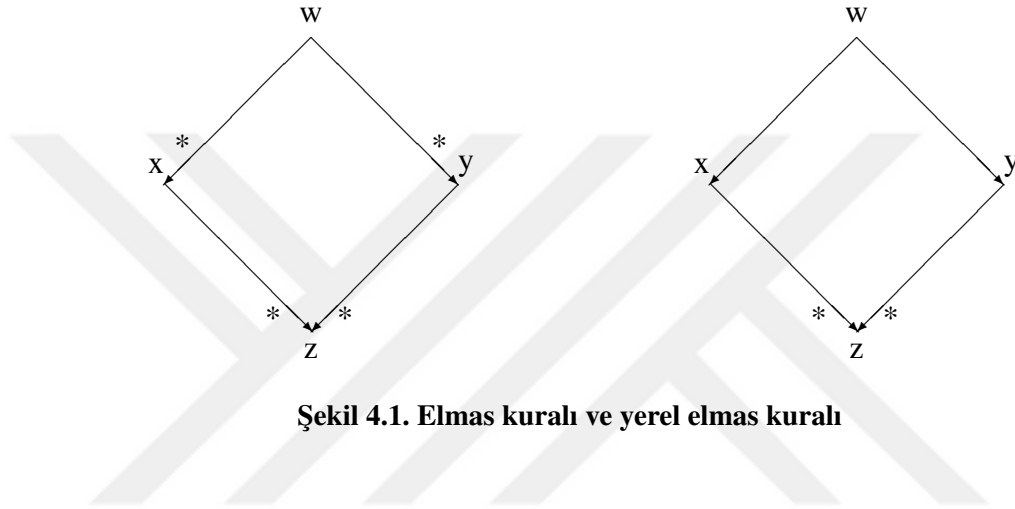 w w
* *
x y x y
* * * *
z z
Şekil 4.1. Elmas kuralı ve yerel elmas kuralı